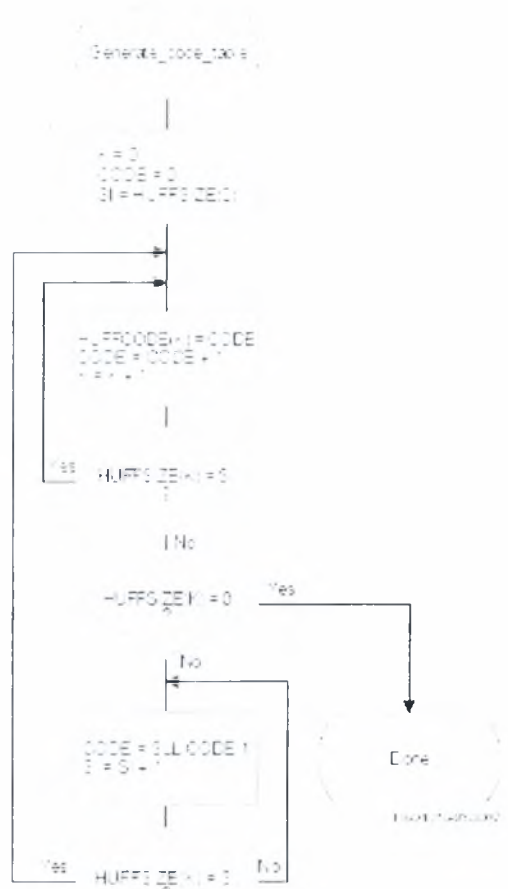 Generate_code_table
K = 0
CODE = 0
SI = HUFFSIZE(0)
HUFFCODE(K) = CODE
CODE = CODE + 1
K = K + 1
Yes
HUFFSIZE(K) = SI
?
No
HUFFSIZE(K) = 0
?
Yes
No
CODE = SLL CODE 1
SI = SI + 1
Done
Yes
HUFFSIZE(K) = SI
?
No